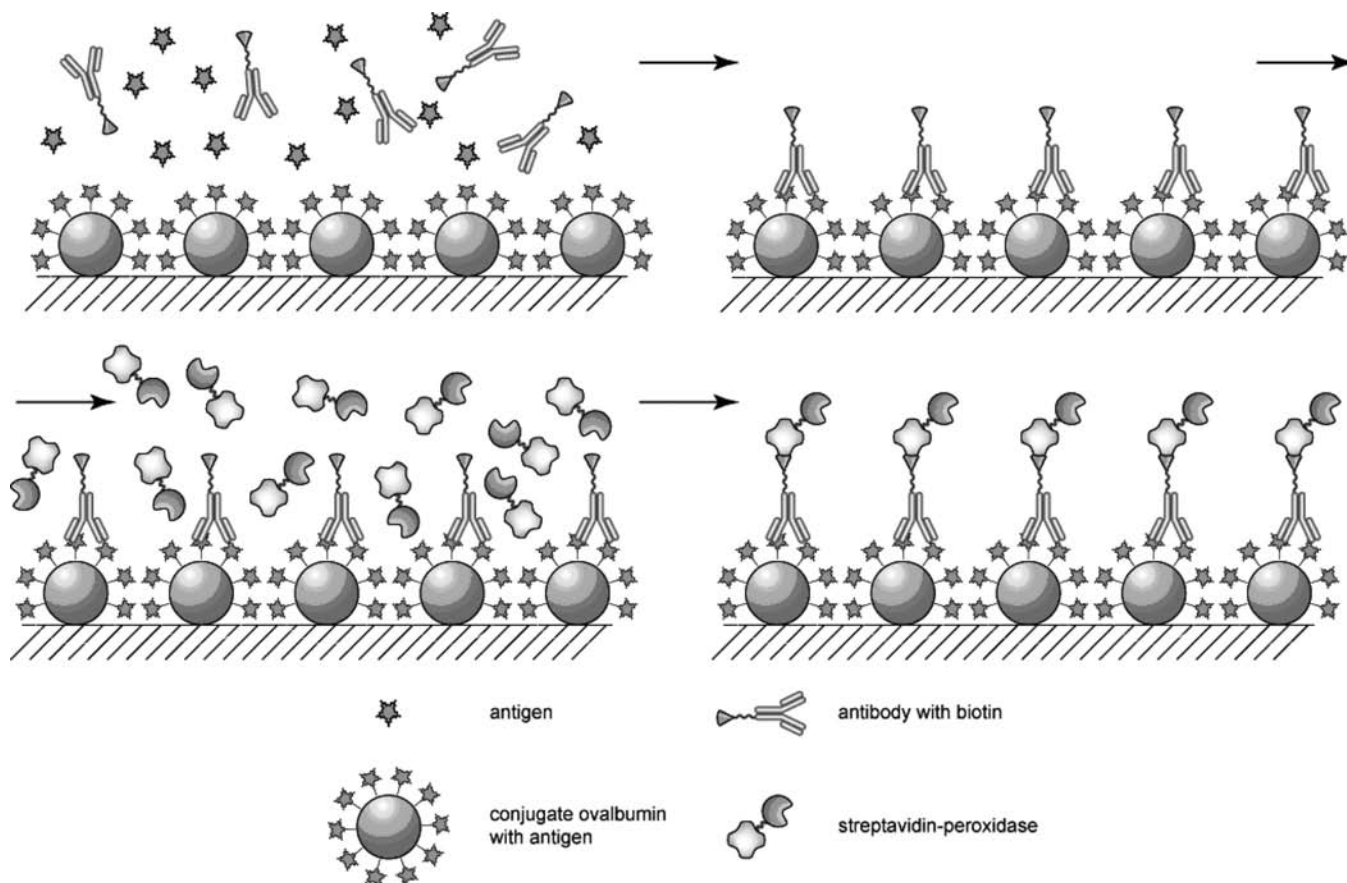 antigen
antibody with biotin
conjugate ovalbumin
with antigen
streptavidin-peroxidase